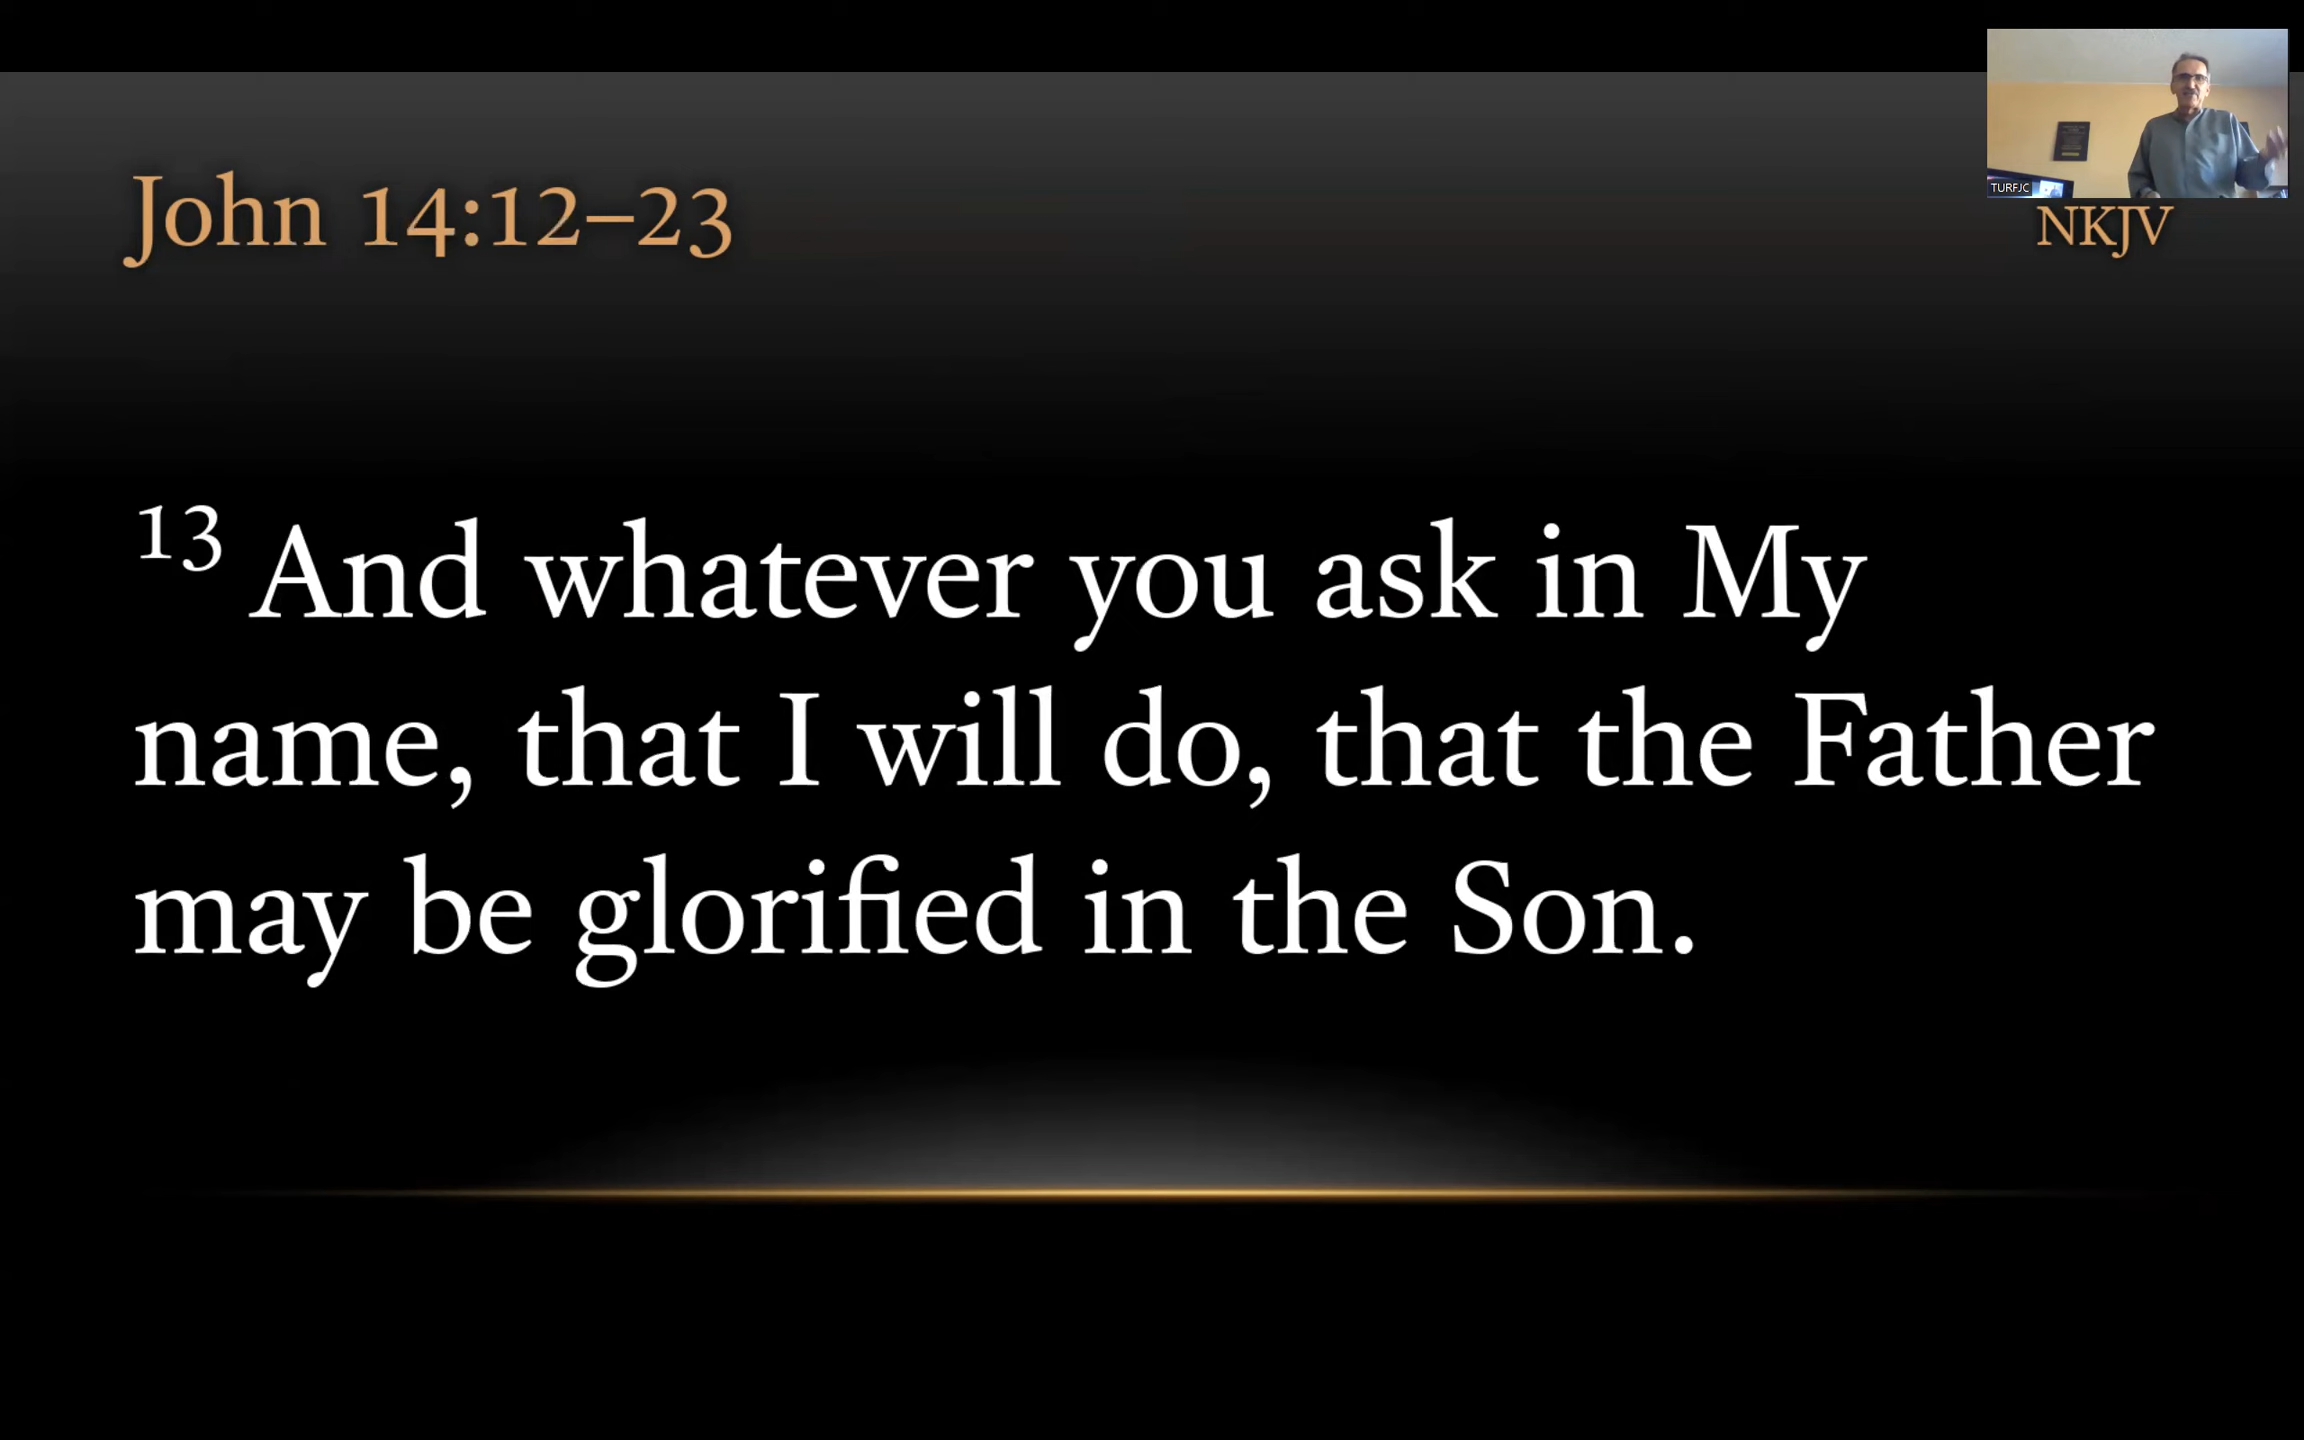 TURFJC
John 14:12–23
NKJV
13 And whatever you ask in My
name, that I will do, that the Father
may be glorified in the Son.